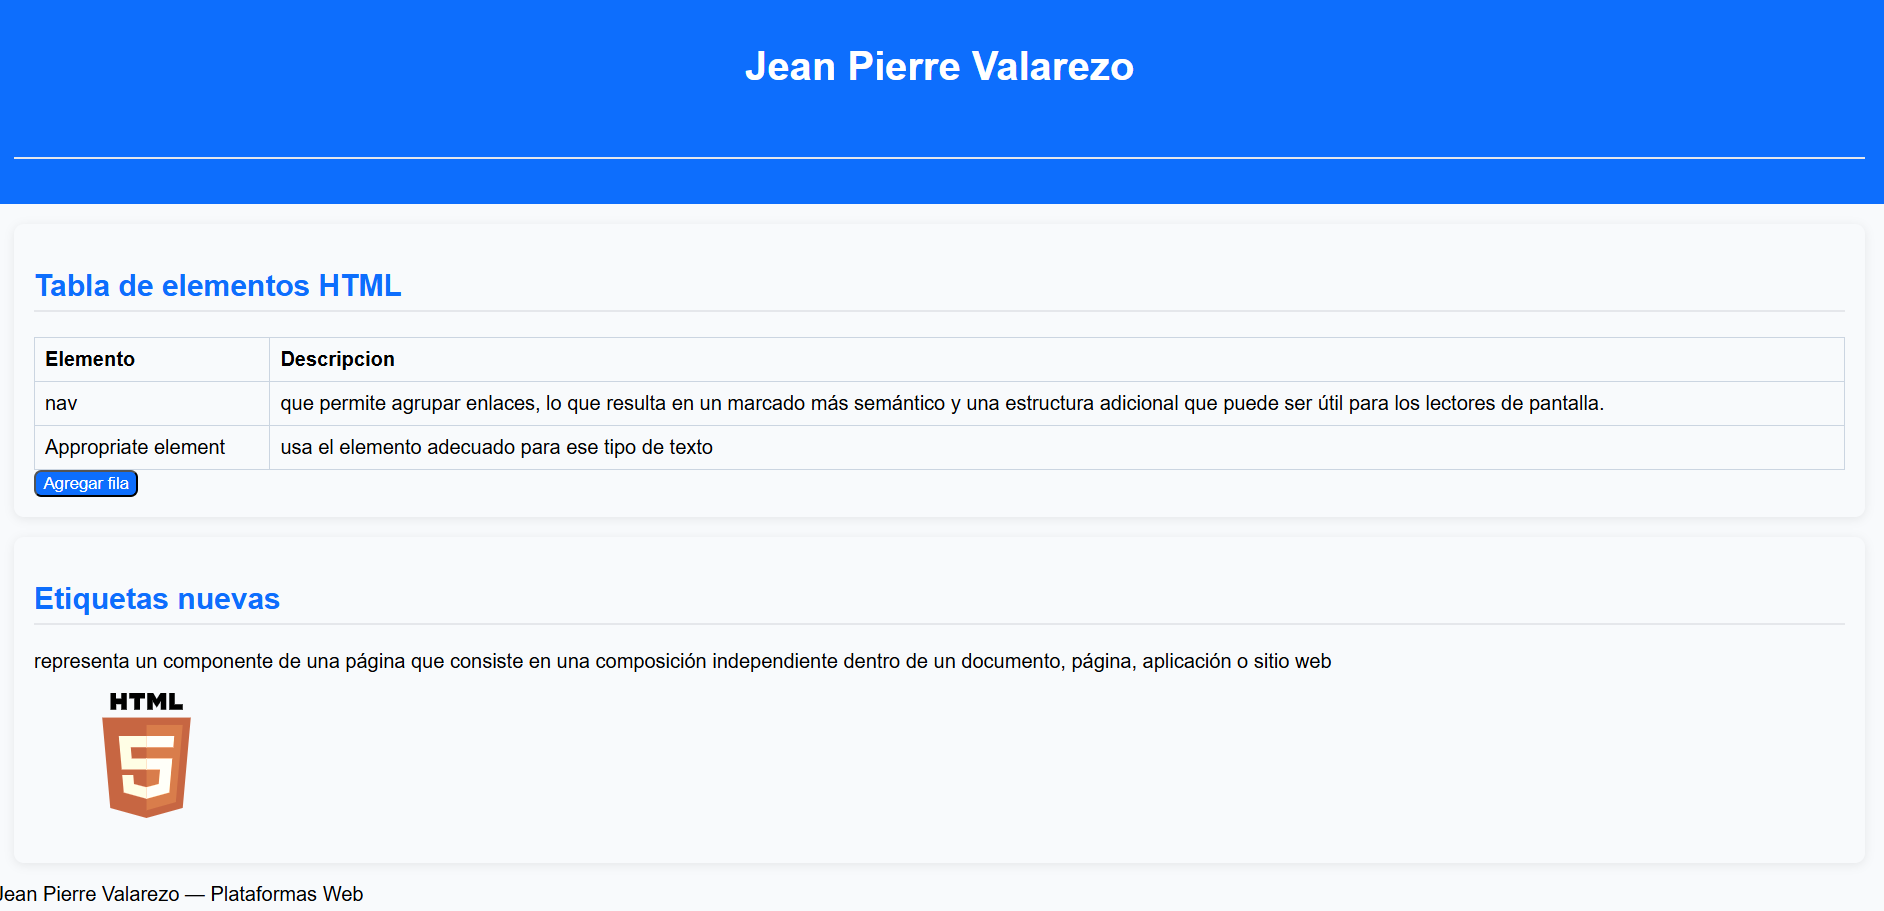 Jean Pierre Valarezo
Tabla de elementos HTML
Elemento Descripcion
nav que permite agrupar enlaces, lo que resulta en un marcado más semántico y una estructura adicional que puede ser útil para los lectores de pantalla.
Appropriate element usa el elemento adecuado para ese tipo de texto
Agregar fila
Etiquetas nuevas
representa un componente de una página que consiste en una composición independiente dentro de un documento, página, aplicación o sitio web
HTML
5
Jean Pierre Valarezo — Plataformas Web